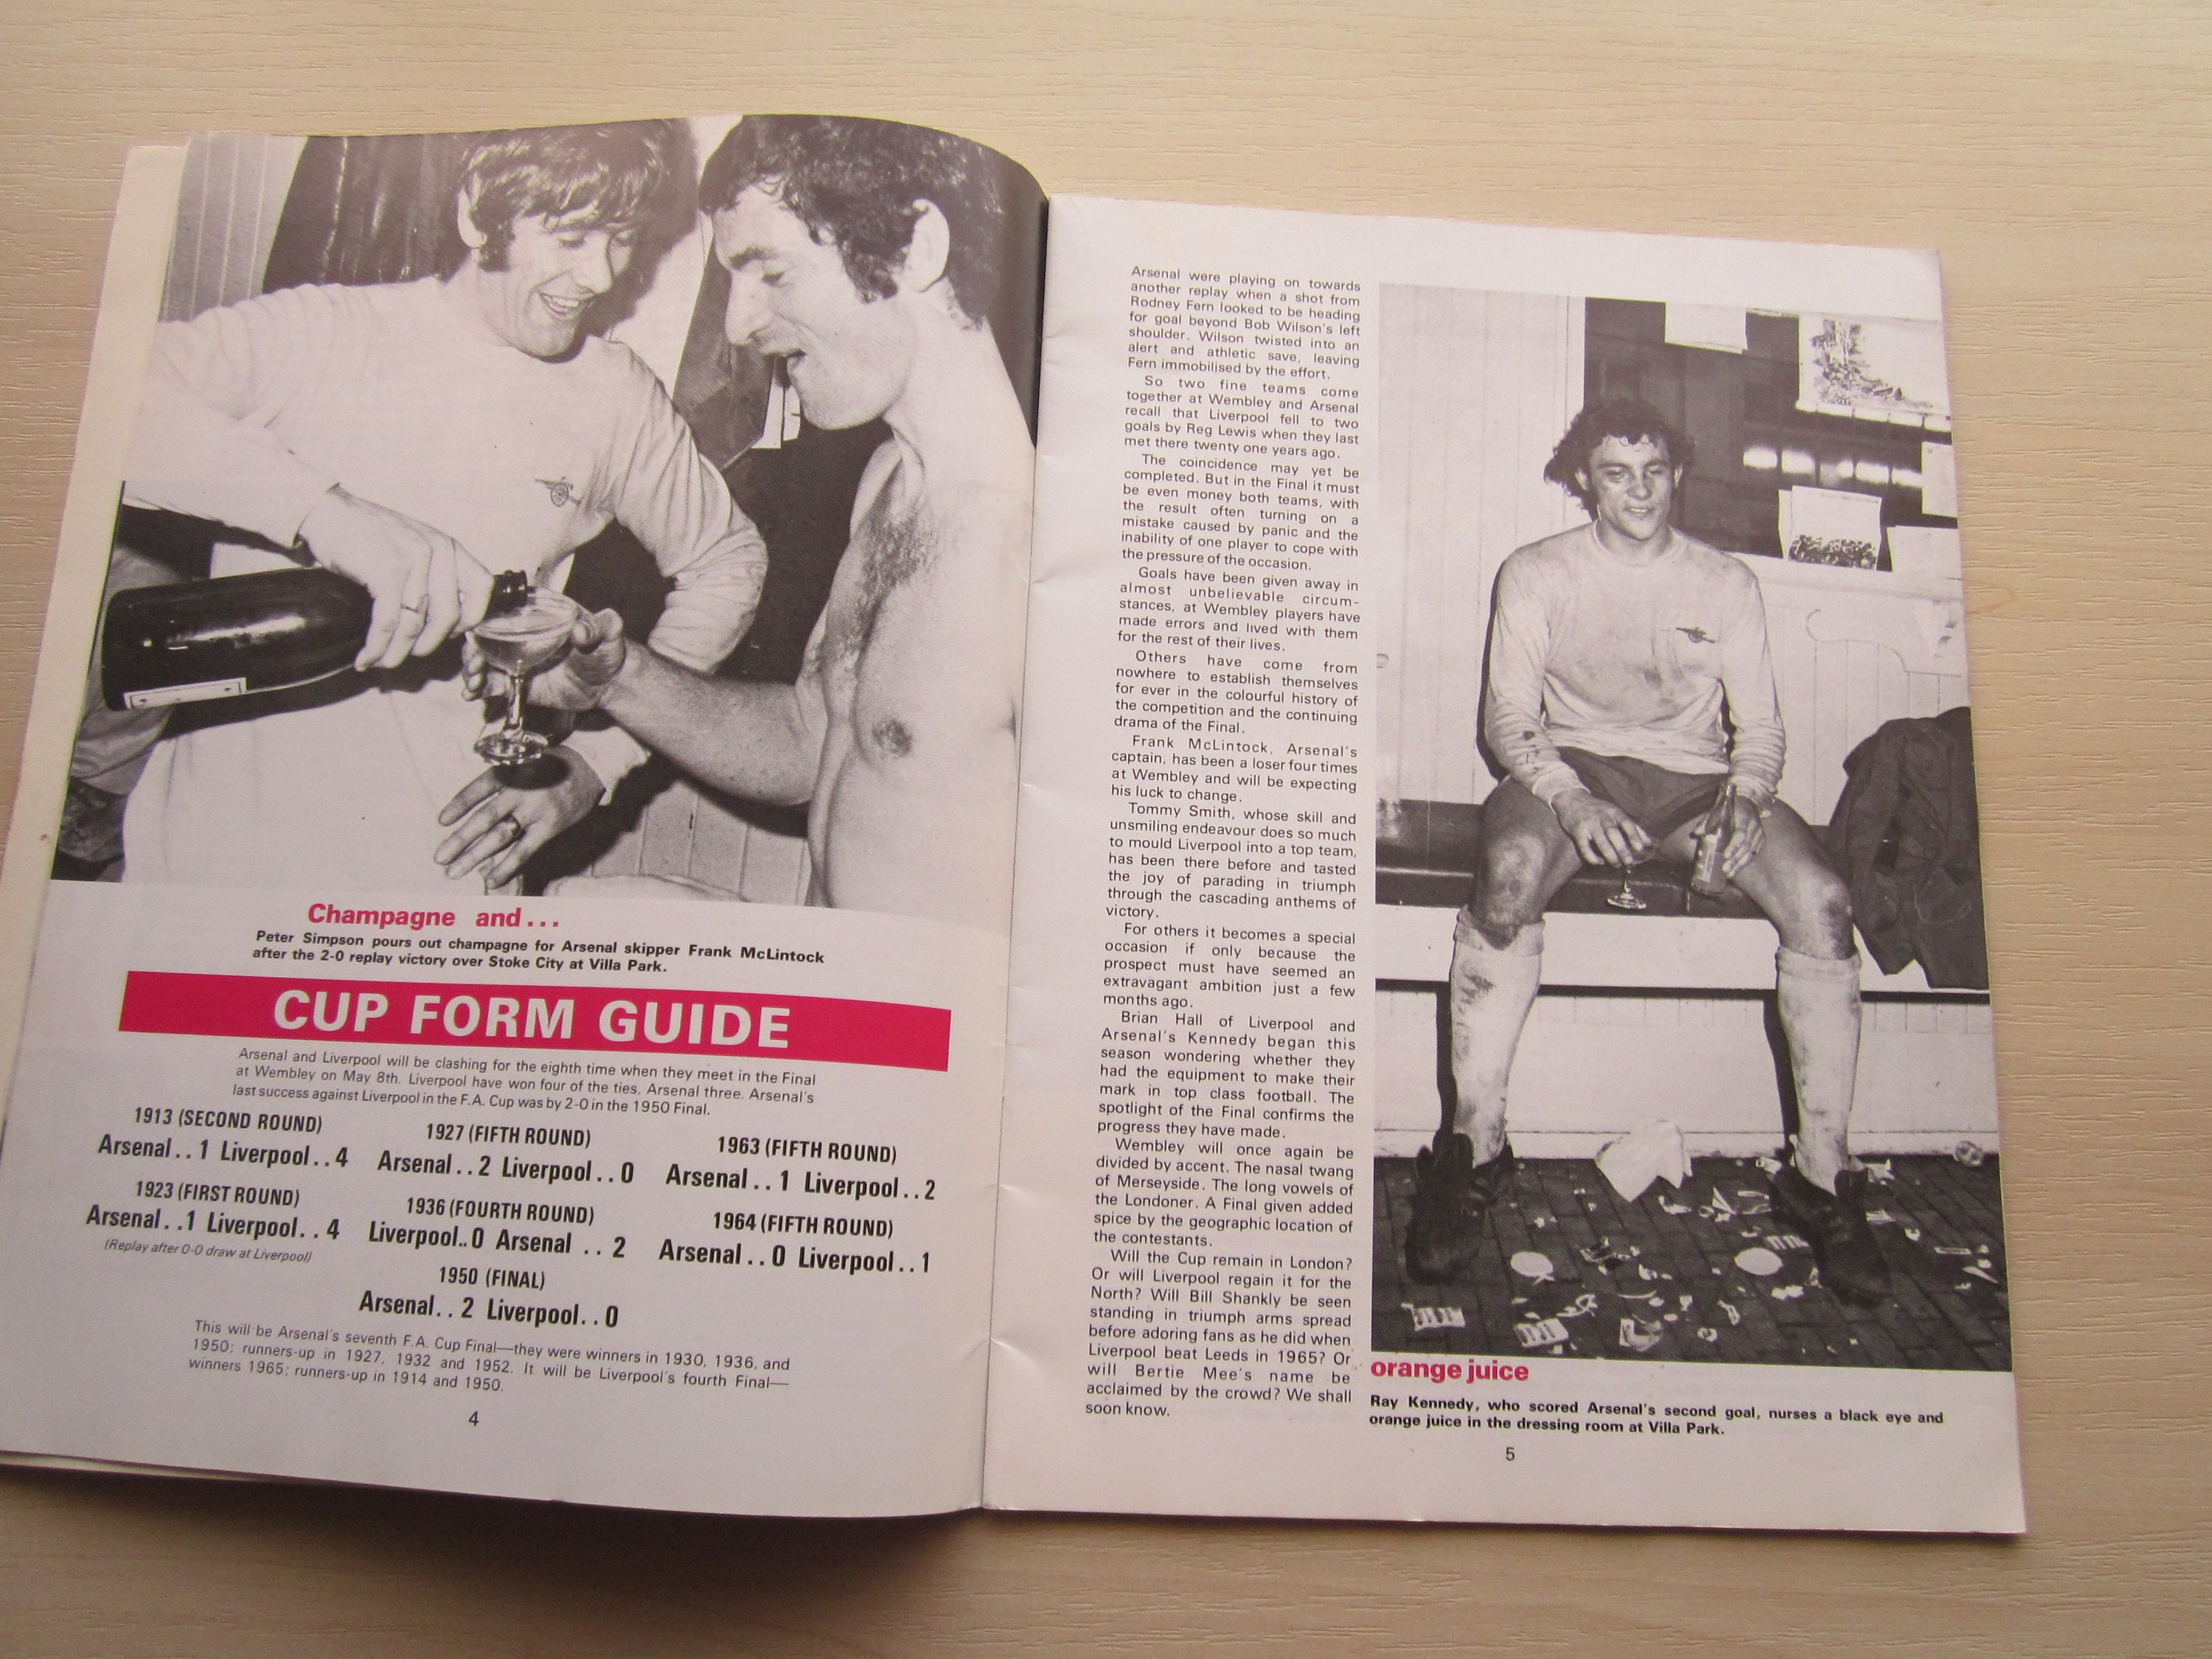 Champagne and...
Peter Simpson pours out champagne for Arsenal skipper Frank McLintock
after the 2-0 replay victory over Stoke City at Villa Park.
CUP FORM GUIDE
Arsenal and Liverpool will be clashing for the eighth time when they meet in the Final
at Wembley on May 8th. Liverpool have won four of the ties, Arsenal three. Arsenal's
last success against Liverpool in the F.A. Cup was by 2-0 in the 1950 Final.
1913 (SECOND ROUND)
Arsenal . . 1 Liverpool . . 4
1923 (FIRST ROUND)
Arsenal . . 1 Liverpool . . 4
(Replay after 0-0 draw at Liverpool)
1927 (FIFTH ROUND)
Arsenal . . 2 Liverpool . . 0
1936 (FOURTH ROUND)
Liverpool . . 0 Arsenal . . 2
1963 (FIFTH ROUND)
Arsenal . . 1 Liverpool . . 2
1964 (FIFTH ROUND)
Arsenal . . 0 Liverpool . . 1
1950 (FINAL)
Arsenal . . 2 Liverpool . . 0
This will be Arsenal's seventh F.A. Cup Final—they were winners in 1930, 1936, and
1950; runners-up in 1927, 1932 and 1952. It will be Liverpool's fourth Final—
winners 1965; runners-up in 1914 and 1950.
4
Arsenal were playing on towards
another replay when a shot from
Rodney Fern looked to be heading
for goal beyond Bob Wilson's left
shoulder. Wilson twisted into an
alert and athletic save, leaving
Fern immobilised by the effort.
So two fine teams come
together at Wembley and Arsenal
recall that Liverpool fell to two
goals by Reg Lewis when they last
met there twenty one years ago.
The coincidence may yet be
completed. But in the Final it must
be even money both teams, with
the result often turning on a
mistake caused by panic and the
inability of one player to cope with
the pressure of the occasion.
Goals have been given away in
almost unbelievable circum-
stances, at Wembley players have
made errors and lived with them
for the rest of their lives.
Others have come from
nowhere to establish themselves
for ever in the colourful history of
the competition and the continuing
drama of the Final.
Frank McLintock, Arsenal's
captain, has been a loser four times
at Wembley and will be expecting
his luck to change.
Tommy Smith, whose skill and
unsmiling endeavour does so much
to mould Liverpool into a top team,
has been there before and tasted
the joy of parading in triumph
through the cascading anthems of
victory.
For others it becomes a special
occasion if only because the
prospect must have seemed an
extravagant ambition just a few
months ago.
Brian Hall of Liverpool and
Arsenal's Kennedy began this
season wondering whether they
had the equipment to make their
mark in top class football. The
spotlight of the Final confirms the
progress they have made.
Wembley will once again be
divided by accent. The nasal twang
of Merseyside. The long vowels of
the Londoner. A Final given added
spice by the geographic location of
the contestants.
Will the Cup remain in London?
Or will Liverpool regain it for the
North? Will Bill Shankly be seen
standing in triumph arms spread
before adoring fans as he did when
Liverpool beat Leeds in 1965? Or
will Bertie Mee's name be
acclaimed by the crowd? We shall
soon know.
orange juice
Ray Kennedy, who scored Arsenal's second goal, nurses a black eye and
orange juice in the dressing room at Villa Park.
5